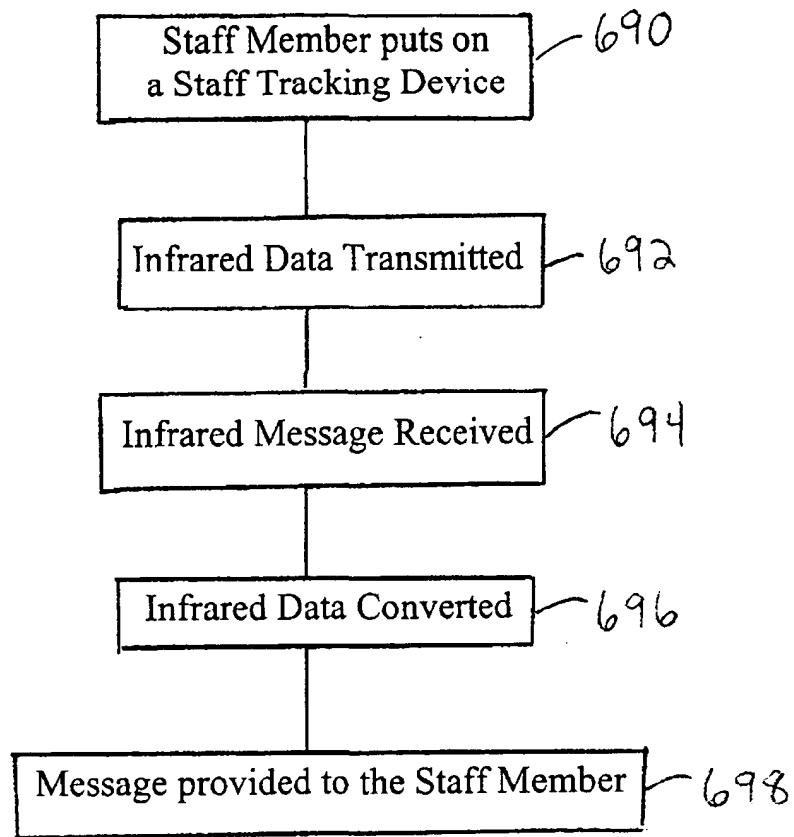 Staff Member puts on
a Staff Tracking Device
690
Infrared Data Transmitted
692
Infrared Message Received
694
Infrared Data Converted
696
Message provided to the Staff Member
698